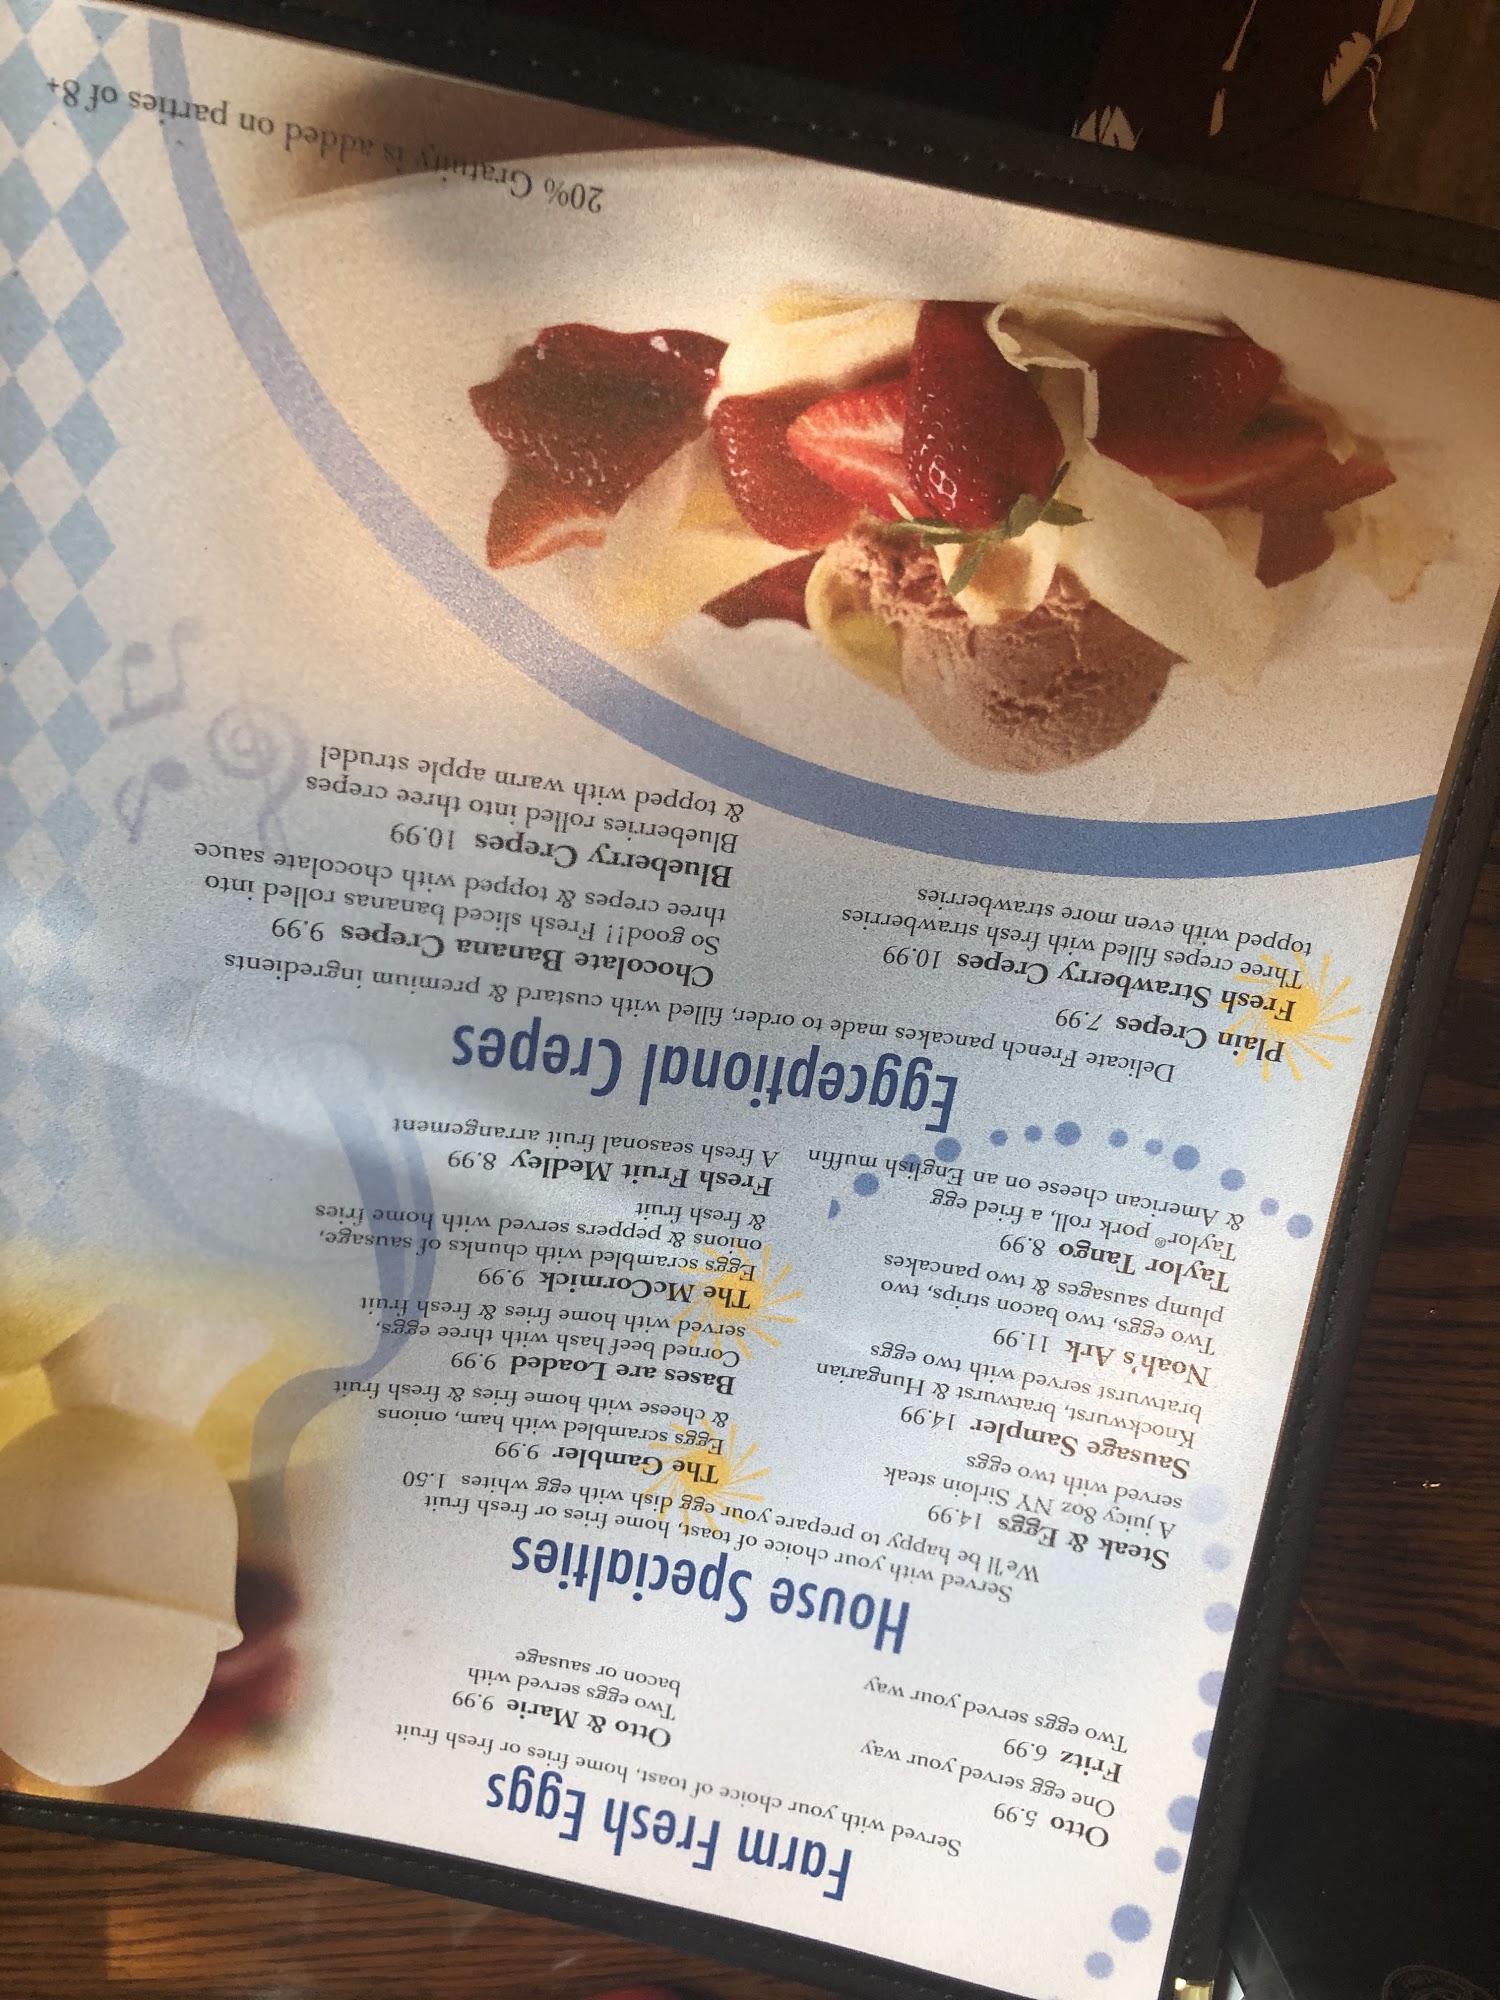 Farm Fresh Eggs
Served with your choice of toast, home fries or fresh fruit
Otto 5.99
One egg served your way
Fritz 6.99
Two eggs served your way
Otto & Marie 9.99
Two eggs served with
bacon or sausage
House Specialties
Served with your choice of toast, home fries or fresh fruit
We'll be happy to prepare your egg dish with egg whites 1.50
Steak & Eggs 14.99
A juicy 8oz NY Sirloin steak
served with two eggs
Sausage Sampler 14.99
Knockwurst, bratwurst & Hungarian
bratwurst served with two eggs
Noah's Ark 11.99
Two eggs, two bacon strips, two
plump sausages & two pancakes
Taylor Tango 8.99
Taylor® pork roll, a fried egg
& American cheese on an English muffin
The Gambler 9.99
Eggs scrambled with ham, onions
& cheese with home fries & fresh fruit
Bases are Loaded 9.99
Corned beef hash with three eggs,
served with home fries & fresh fruit
The McCormick 9.99
Eggs scrambled with chunks of sausage,
onions & peppers served with home fries
& fresh fruit
Fresh Fruit Medley 8.99
A fresh seasonal fruit arrangement
Eggceptional Crepes
Delicate French pancakes made to order, filled with custard & premium ingredients
Plain Crepes 7.99
Fresh Strawberry Crepes 10.99
Three crepes filled with fresh strawberries
topped with even more strawberries
Chocolate Banana Crepes 9.99
So good!! Fresh sliced bananas rolled into
three crepes & topped with chocolate sauce
Blueberry Crepes 10.99
Blueberries rolled into three crepes
& topped with warm apple strudel
20% Gratuity is added on parties of 8+